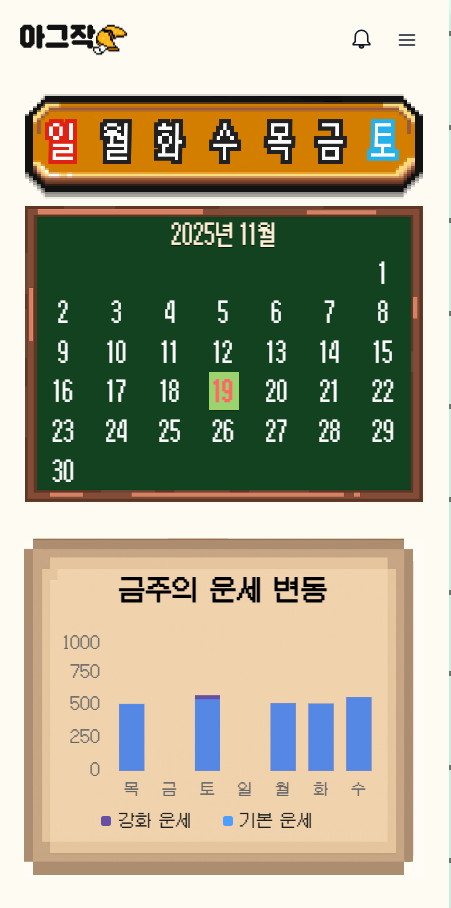 아그작
일 월 화 수 목 금 토
2025년 11월
1
2 3 4 5 6 7 8
9 10 11 12 13 14 15
16 17 18 19 20 21 22
23 24 25 26 27 28 29
30
금주의 운세 변동
1000
750
500
250
0
목 금 토 일 월 화 수
강화 운세 기본 운세